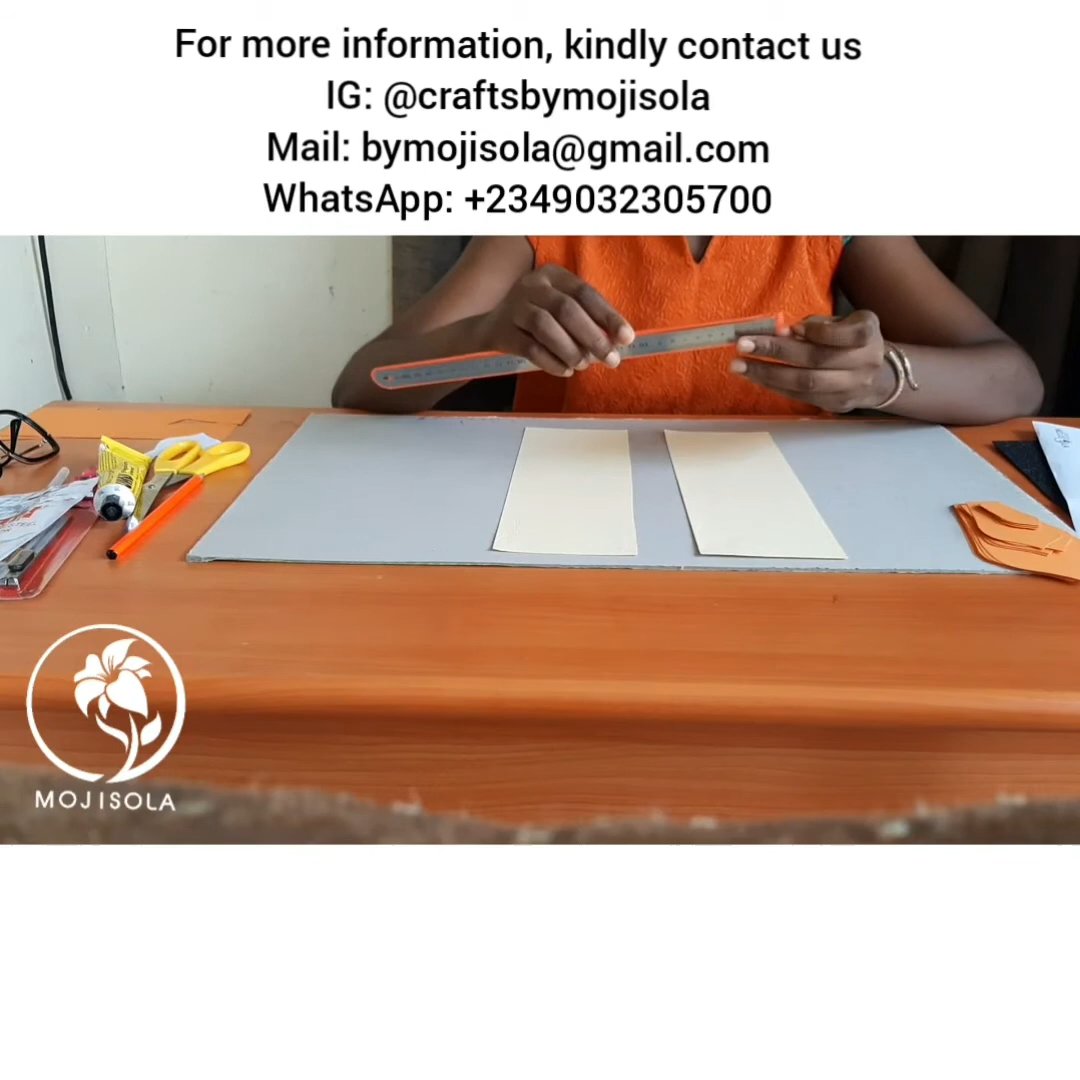 For more information, kindly contact us
IG: @craftsbymojisola
Mail: bymojisola@gmail.com
WhatsApp: +2349032305700
MOJISOLA